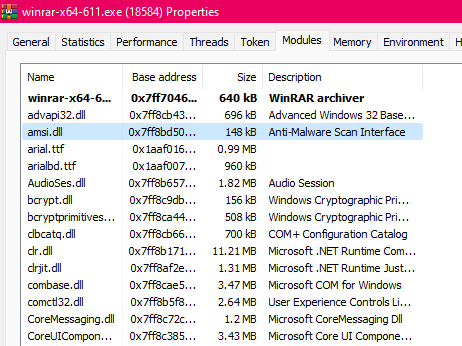 winrar-x64-611.exe (18584) Properties
General Statistics Performance Threads Token Modules Memory Environment H
Name Base address Size Description
winrar-x64-6... 0x7ff7046... 640 kB WinRAR archiver
advapi32.dll 0x7ff8cb43... 696 kB Advanced Windows 32 Base...
amsi.dll 0x7ff8bd50... 148 kB Anti-Malware Scan Interface
arial.ttf 0x1aaf016... 0.99 MB
arialbd.ttf 0x1aaf007... 960 kB
AudioSes.dll 0x7ff8b657... 1.82 MB Audio Session
bcrypt.dll 0x7ff8c9db... 156 kB Windows Cryptographic Pri...
bcryptprimitives... 0x7ff8ca44... 508 kB Windows Cryptographic Pri...
clbcatq.dll 0x7ff8cb66... 700 kB COM+ Configuration Catalog
clr.dll 0x7ff8b171... 11.21 MB Microsoft .NET Runtime Com...
clrjit.dll 0x7ff8af2e... 1.31 MB Microsoft .NET Runtime Just...
combase.dll 0x7ff8cae5... 3.47 MB Microsoft COM for Windows
comctl32.dll 0x7ff8b5f8... 2.64 MB User Experience Controls Li...
CoreMessaging.dll 0x7ff8c72c... 1.2 MB Microsoft CoreMessaging Dll
CoreUICompon... 0x7ff8c385... 3.43 MB Microsoft Core UI Compone...